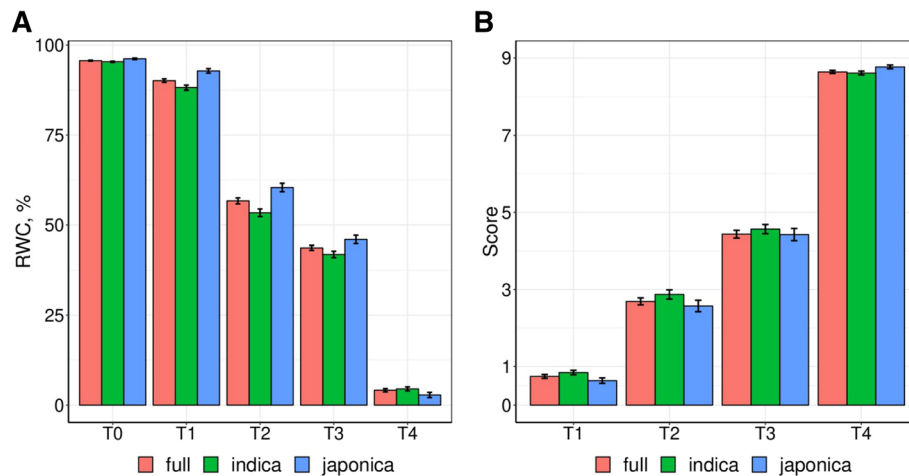 A
RWC, %
100
75
50
25
0
T0 T1 T2 T3 T4
full indica japonica
B
Score
9
7
5
3
1
0
T1 T2 T3 T4
full indica japonica